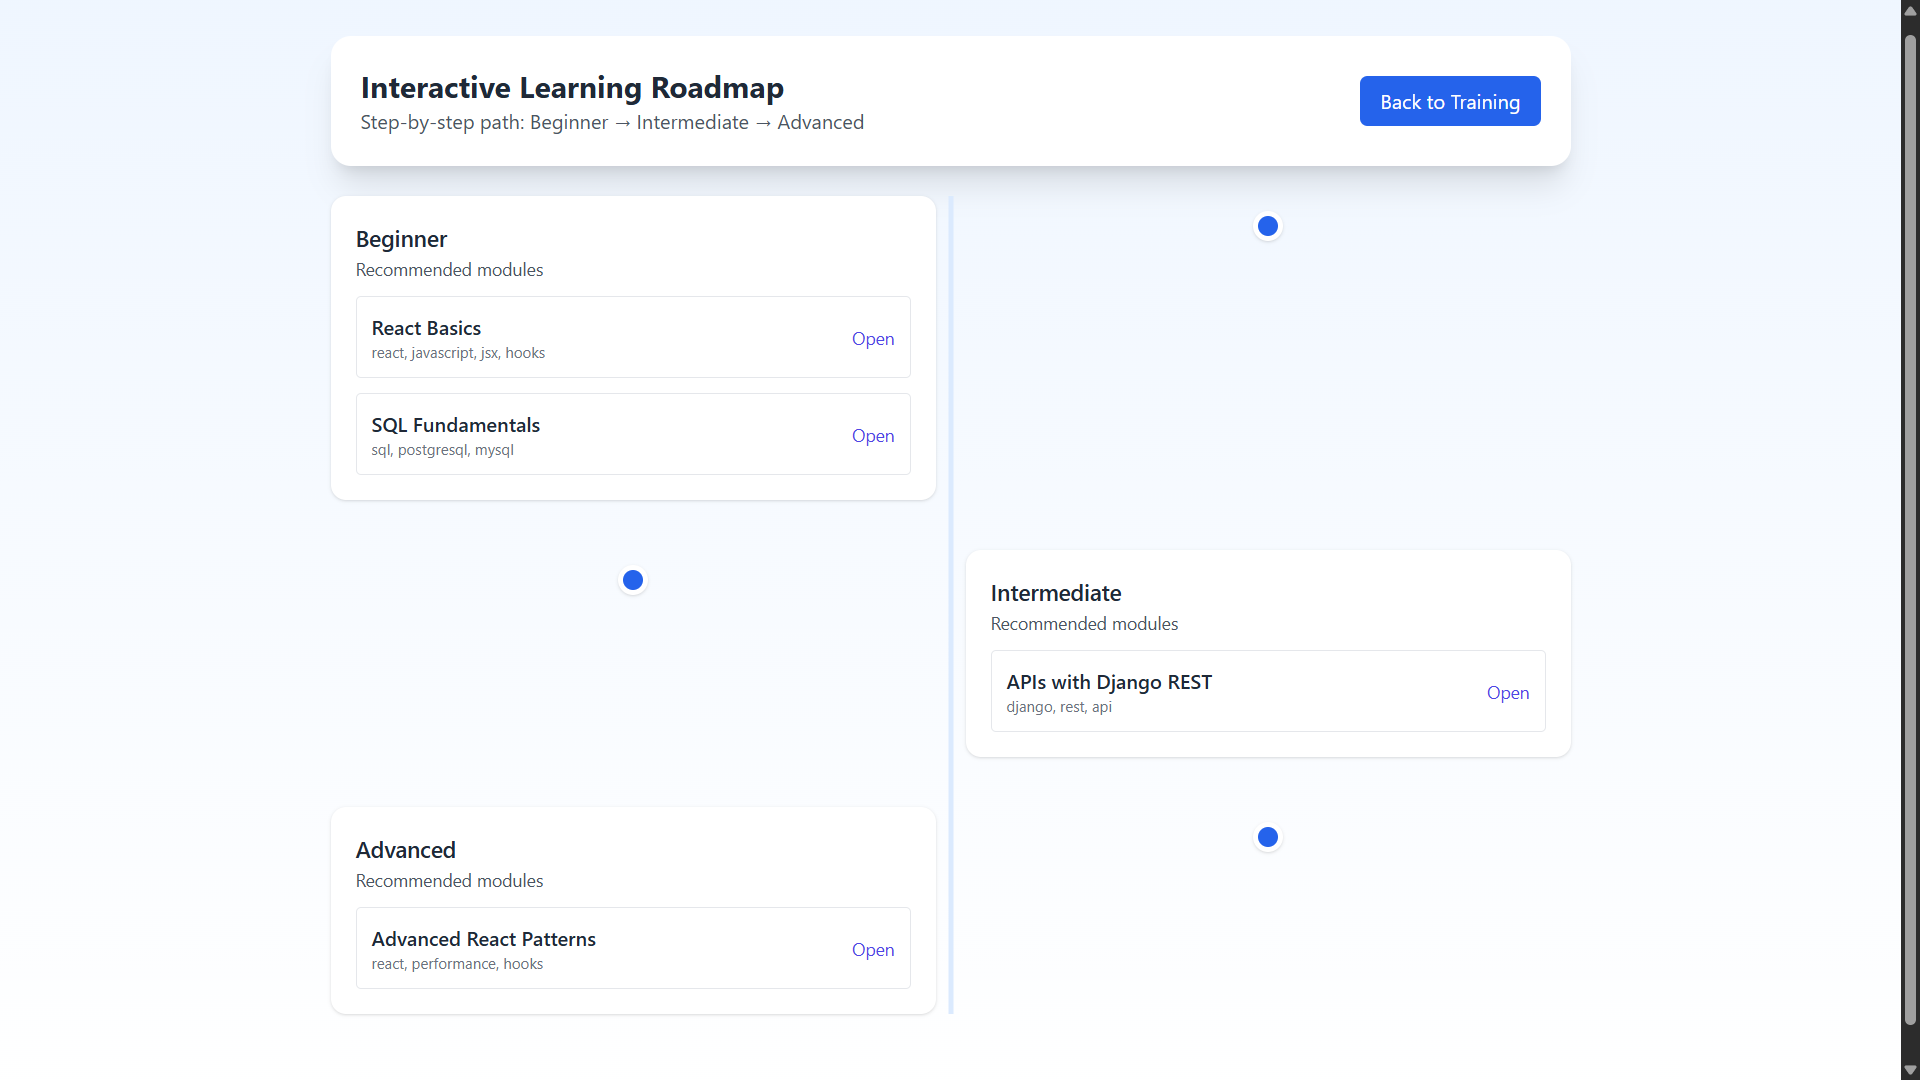 Interactive Learning Roadmap
Step-by-step path: Beginner → Intermediate → Advanced
Back to Training
Beginner
Recommended modules
React Basics
react, javascript, jsx, hooks
Open
SQL Fundamentals
sql, postgresql, mysql
Open
Intermediate
Recommended modules
APIs with Django REST
django, rest, api
Open
Advanced
Recommended modules
Advanced React Patterns
react, performance, hooks
Open